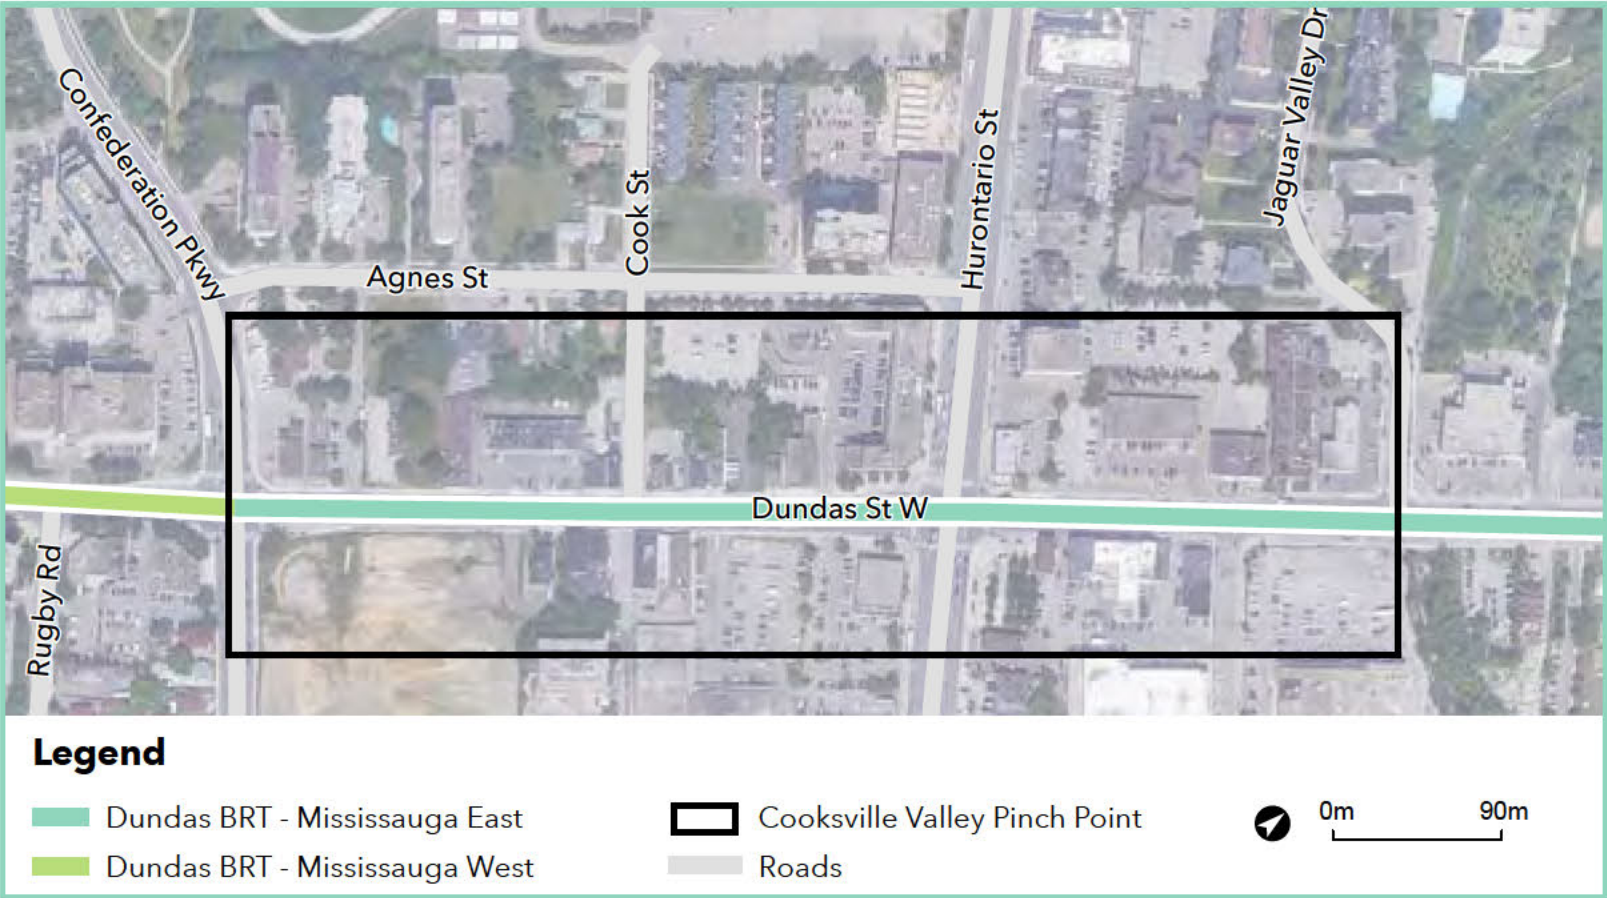 Confederation Pkwy
Agnes St
Cook St
Hurontario St
Jaguar Valley Dr
Dundas St W
Rugby Rd
Legend
Dundas BRT - Mississauga East
Dundas BRT - Mississauga West
Cooksville Valley Pinch Point
Roads
0m 90m